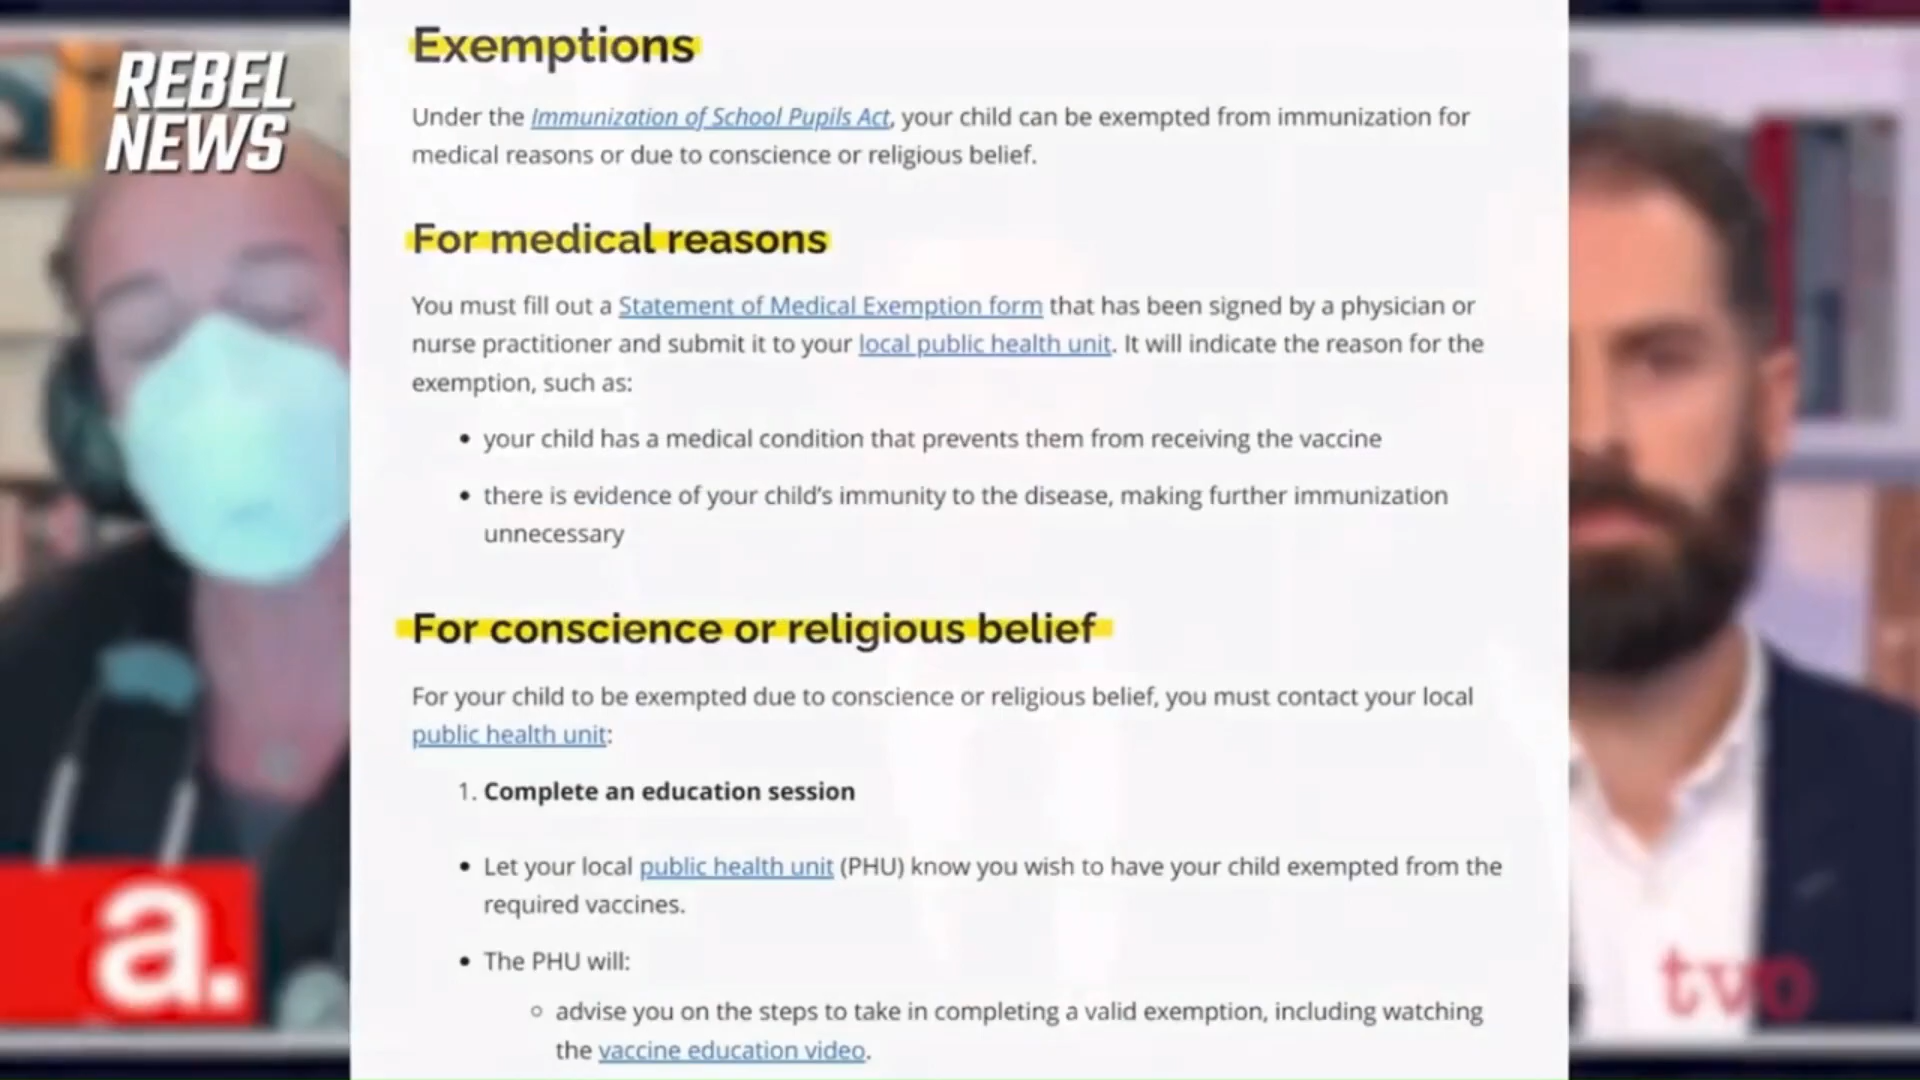 REBEL
NEWS
Exemptions
Under the Immunization of School Pupils Act, your child can be exempted from immunization for
medical reasons or due to conscience or religious belief.
For medical reasons
You must fill out a Statement of Medical Exemption form that has been signed by a physician or
nurse practitioner and submit it to your local public health unit. It will indicate the reason for the
exemption, such as:
• your child has a medical condition that prevents them from receiving the vaccine
• there is evidence of your child's immunity to the disease, making further immunization
unnecessary
For conscience or religious belief
For your child to be exempted due to conscience or religious belief, you must contact your local
public health unit:
1. Complete an education session
• Let your local public health unit (PHU) know you wish to have your child exempted from the
required vaccines.
• The PHU will:
◦ advise you on the steps to take in completing a valid exemption, including watching
the vaccine education video.
a.
tvo